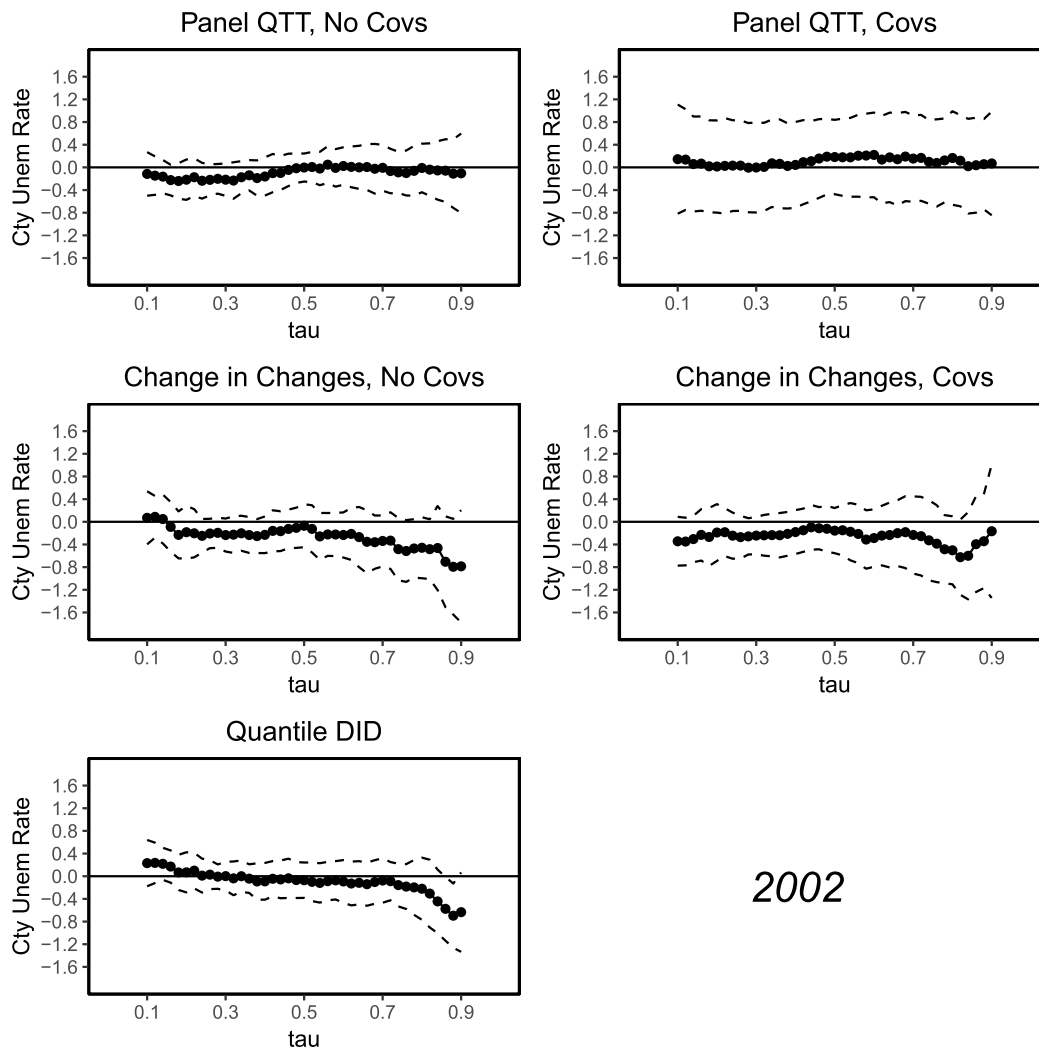 Panel QTT, No Covs
Cty Unem Rate
1.6
1.2
0.8
0.4
0.0
−0.4
−0.8
−1.2
−1.6
0.1 0.3 0.5 0.7 0.9
tau
Panel QTT, Covs
Cty Unem Rate
1.6
1.2
0.8
0.4
0.0
−0.4
−0.8
−1.2
−1.6
0.1 0.3 0.5 0.7 0.9
tau
Change in Changes, No Covs
Cty Unem Rate
1.6
1.2
0.8
0.4
0.0
−0.4
−0.8
−1.2
−1.6
0.1 0.3 0.5 0.7 0.9
tau
Change in Changes, Covs
Cty Unem Rate
1.6
1.2
0.8
0.4
0.0
−0.4
−0.8
−1.2
−1.6
0.1 0.3 0.5 0.7 0.9
tau
Quantile DID
Cty Unem Rate
1.6
1.2
0.8
0.4
0.0
−0.4
−0.8
−1.2
−1.6
0.1 0.3 0.5 0.7 0.9
tau
2002